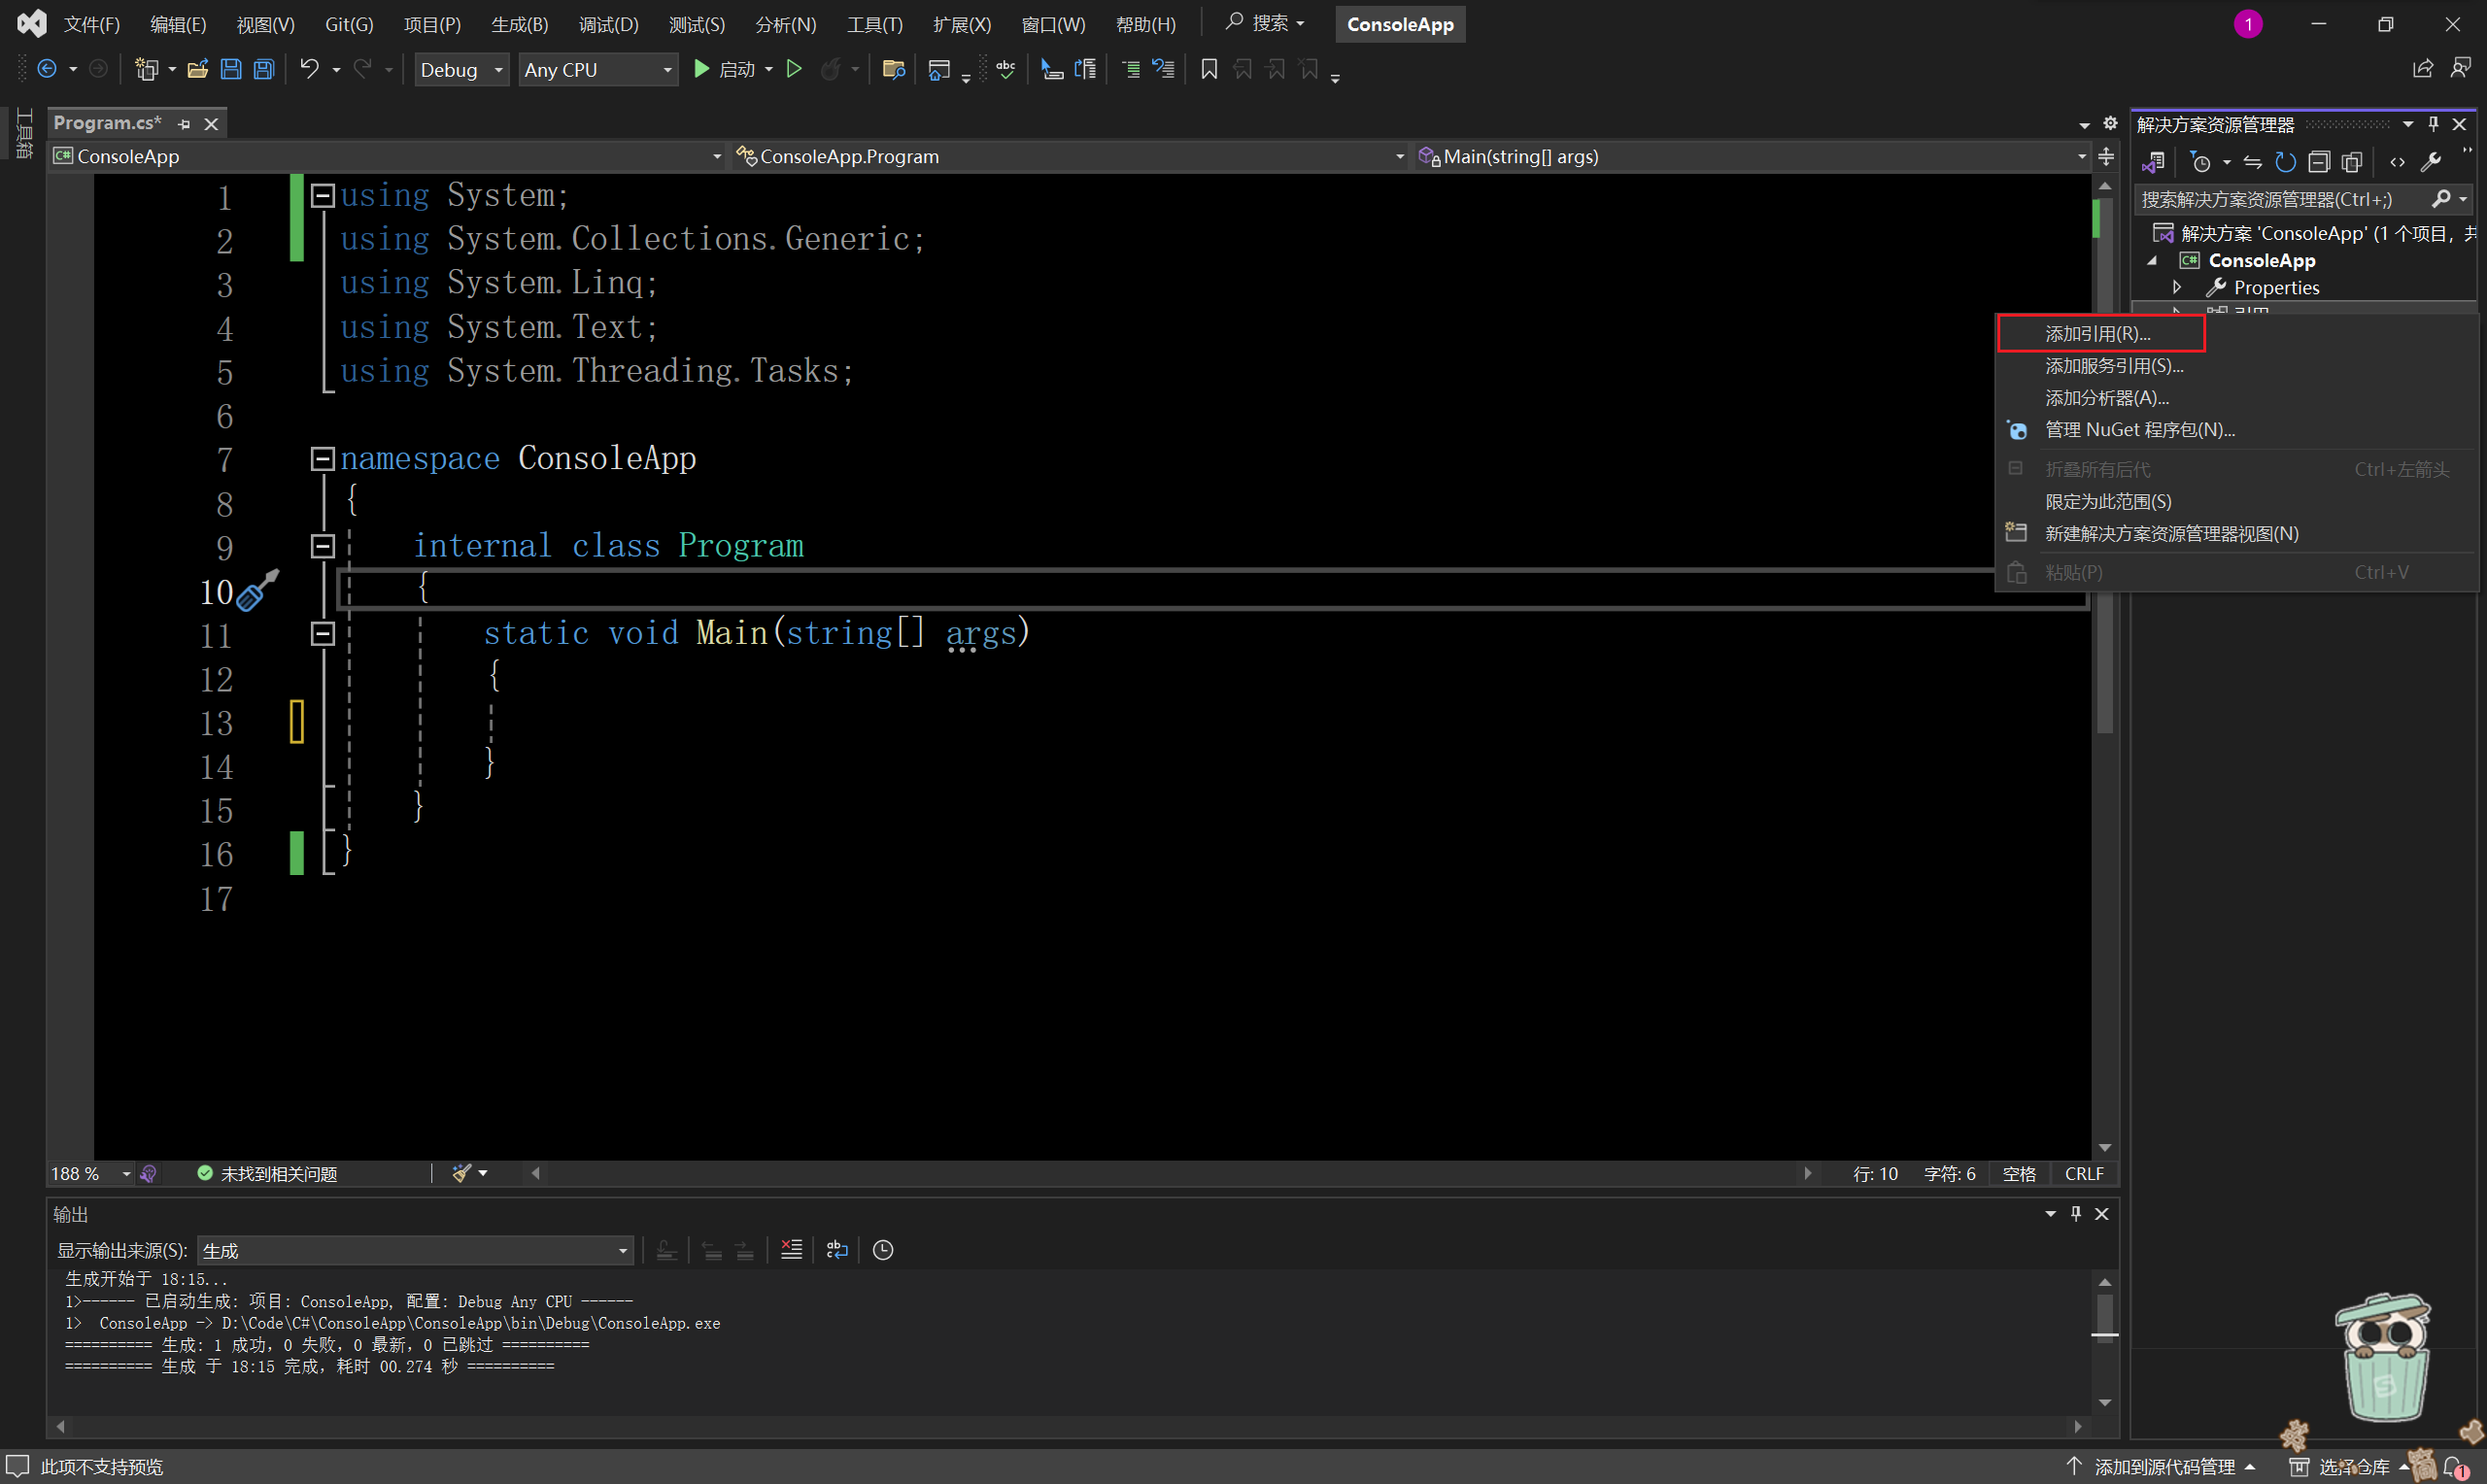 文件(F) 编辑(E) 视图(V) Git(G) 项目(P) 生成(B) 调试(D) 测试(S) 分析(N) 工具(T) 扩展(X) 窗口(W) 帮助(H) 搜索 ConsoleApp 1
Debug Any CPU 启动
工具箱
Program.cs*
C# ConsoleApp ConsoleApp.Program Main(string[] args)
1 using System;
2 using System.Collections.Generic;
3 using System.Linq;
4 using System.Text;
5 using System.Threading.Tasks;
6
7 namespace ConsoleApp
8 {
9 internal class Program
10 {
11 static void Main(string[] args)
12 {
13
14 }
15 }
16 }
17
188 % 未找到相关问题 行: 10 字符: 6 空格 CRLF
输出
显示输出来源(S): 生成
生成开始于 18:15...
1>------ 已启动生成: 项目: ConsoleApp, 配置: Debug Any CPU ------
1> ConsoleApp -> D:\Code\C#\ConsoleApp\ConsoleApp\bin\Debug\ConsoleApp.exe
========== 生成: 1 成功，0 失败，0 最新，0 已跳过 ==========
========== 生成 于 18:15 完成，耗时 00.274 秒 ==========
解决方案资源管理器
搜索解决方案资源管理器(Ctrl+;)
解决方案 'ConsoleApp' (1 个项目，共
C# ConsoleApp
Properties
引用
添加引用(R)...
添加服务引用(S)...
添加分析器(A)...
管理 NuGet 程序包(N)...
折叠所有后代 Ctrl+左箭头
限定为此范围(S)
新建解决方案资源管理器视图(N)
粘贴(P) Ctrl+V
此项不支持预览 添加到源代码管理 选择仓库 简 1